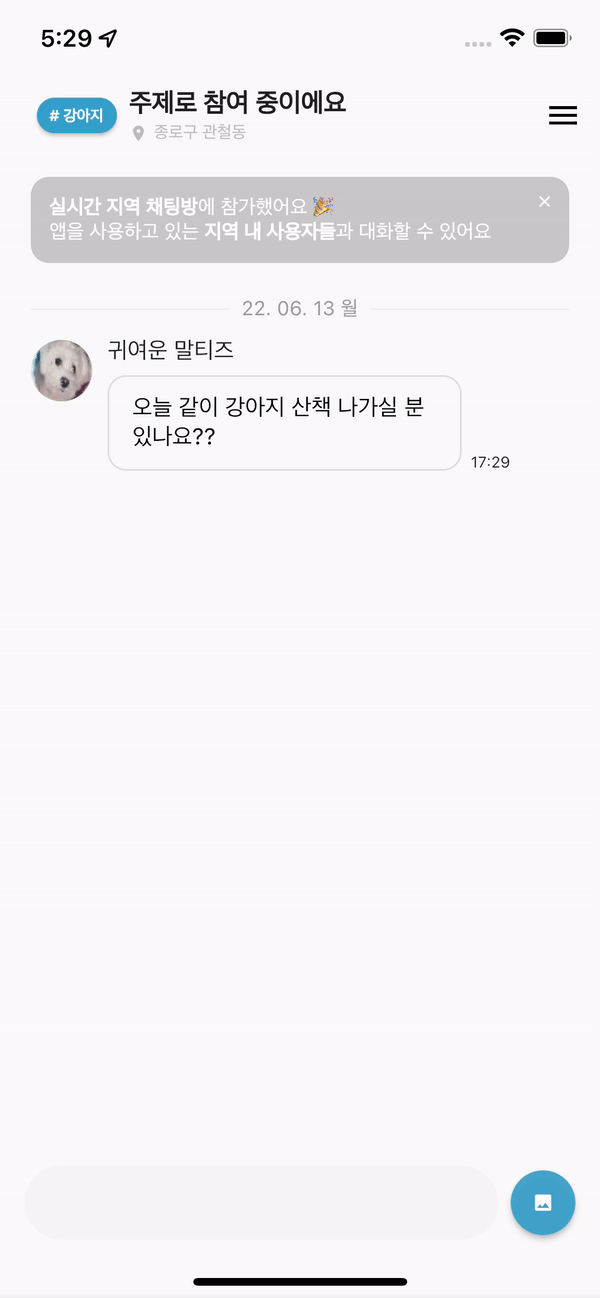 5:29
# 강아지
주제로 참여 중이에요
종로구 관철동
실시간 지역 채팅방에 참가했어요 🎉
앱을 사용하고 있는 지역 내 사용자들과 대화할 수 있어요
22. 06. 13 월
귀여운 말티즈
오늘 같이 강아지 산책 나가실 분
있나요??
17:29